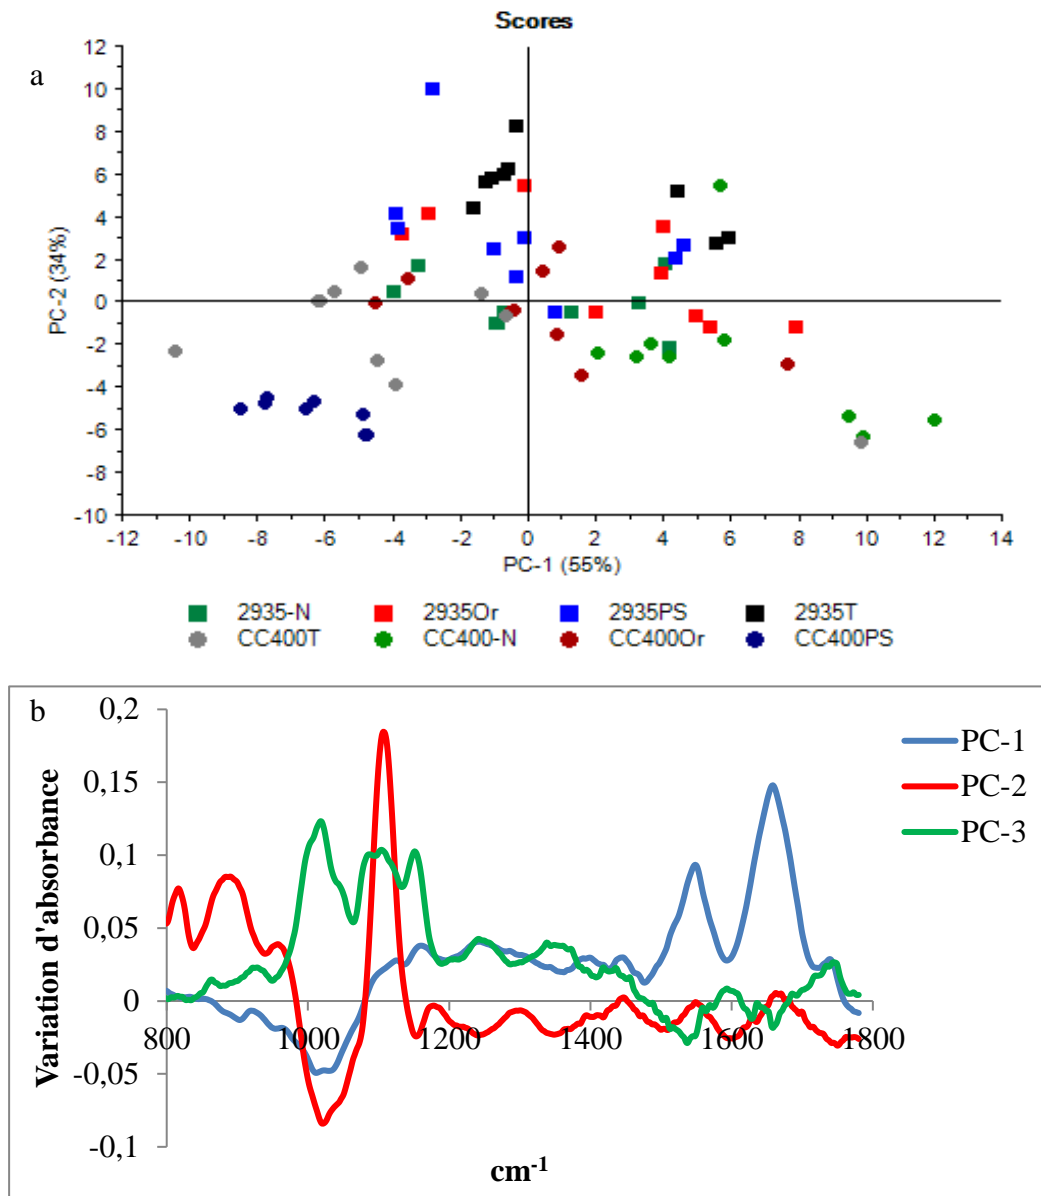 Scores
a
12
10
8
6
4
2
0
-2
-4
-6
-8
-10
PC-2 (34%)
-12 -10 -8 -6 -4 -2 0 2 4 6 8 10 12 14
PC-1 (55%)
2935-N 2935Or 2935PS 2935T
CC400T CC400-N CC400Or CC400PS
b
0,2
0,15
0,1
0,05
0
-0,05
-0,1
Variation d'absorbance
800 1000 1200 1400 1600 1800
cm-1
PC-1
PC-2
PC-3